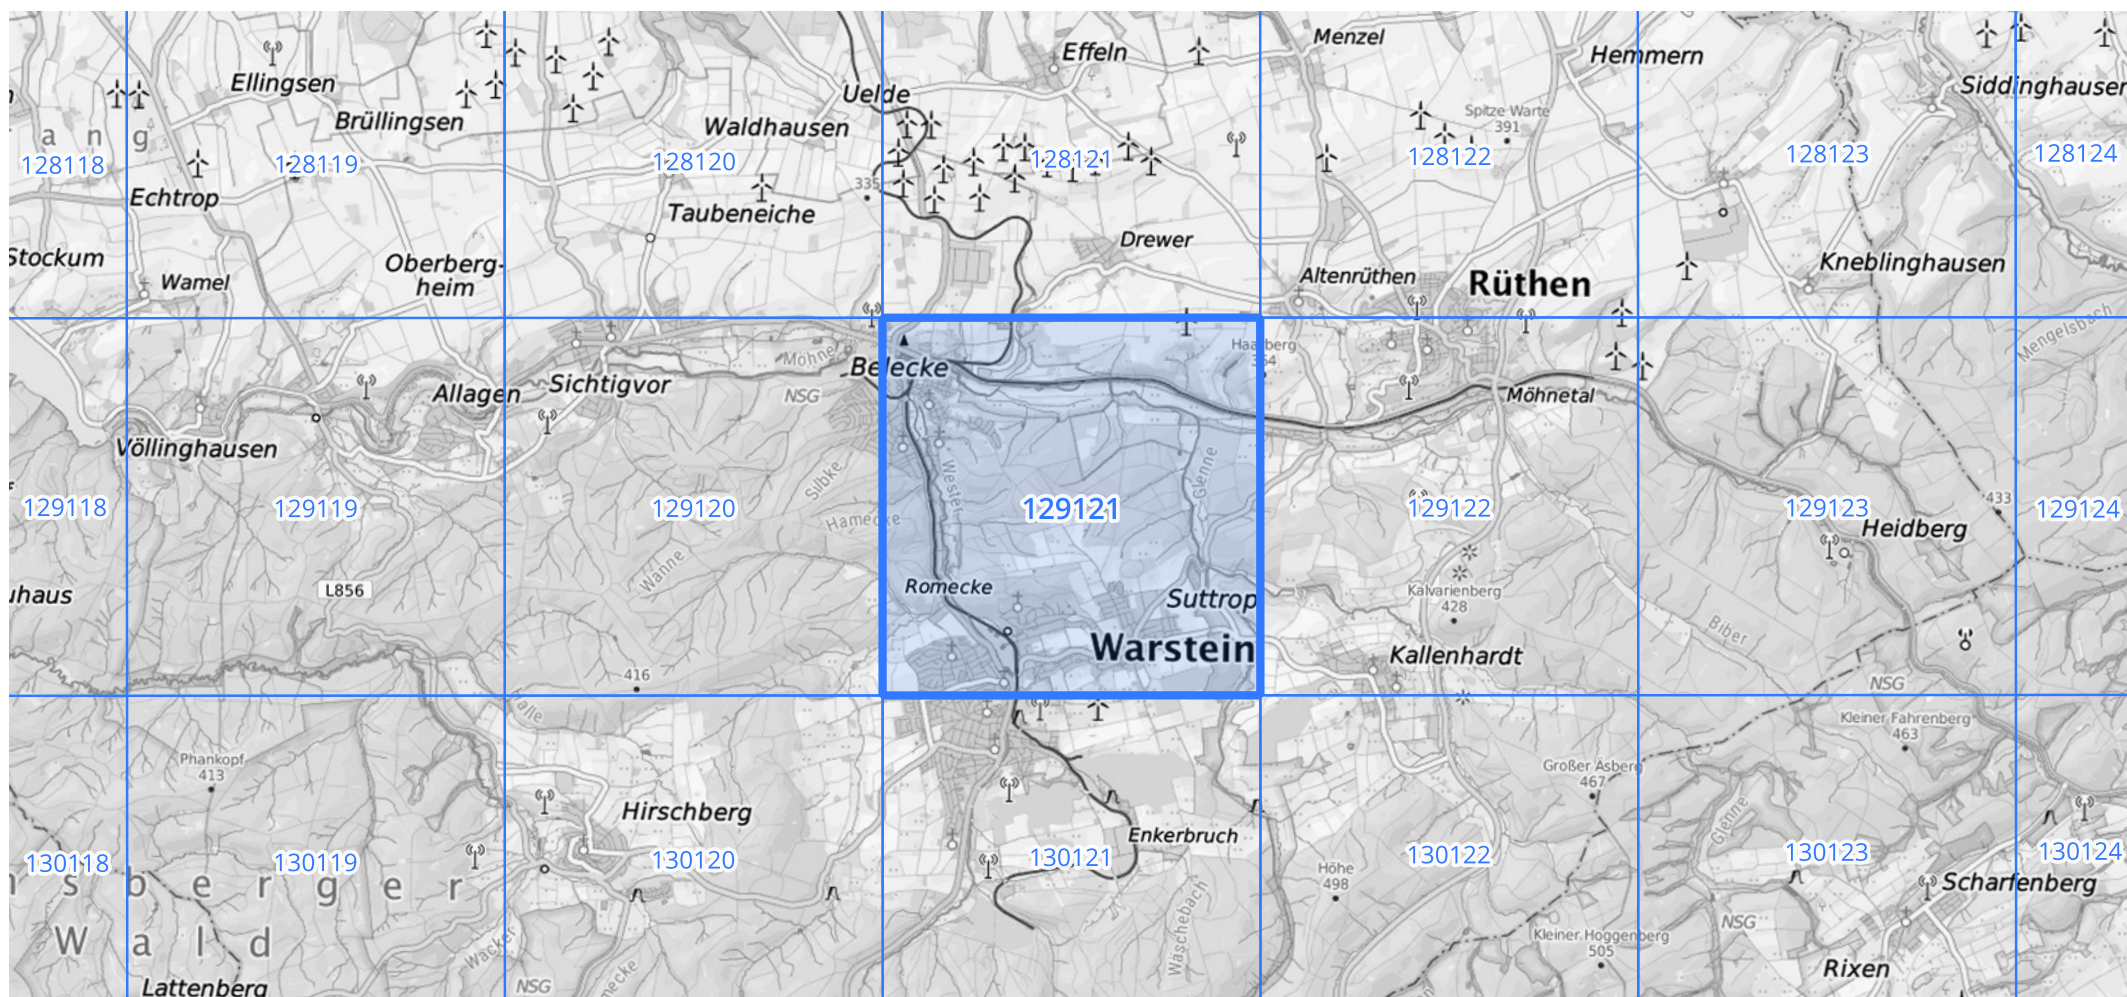 Menzel
Effeln
Hemmern
Ellingsen
Siddinghausen
Uelde
Brüllingsen
Waldhausen
Spitze Warte
391
a n g
128118
128119
128120
128121
128122
128123
128124
Echtrop
335
Taubeneiche
Drewer
Stockum
Wamel
Oberberg-
heim
Altenrüthen
Rüthen
Kneblinghausen
Mengelsbach
Möhne
Belecke
Allagen
Sichtigvor
NSG
Möhnetal
Völlinghausen
Silbke
Wester
Glenne
433
129118
129119
129120
129121
129122
129123
129124
Hamecke
Heidberg
Wanne
Romecke
L856
Kalvarienberg
428
Suttrop
Biber
Warstein
Kallenhardt
416
NSG
Kleiner Fahrenberg
463
Phankopf
413
Großer Asberg
467
Hirschberg
Glenne
Enkerbruch
130118
130119
130120
130121
130122
130123
130124
s b e r g e r
Höhe
498
Scharfenberg
W a l d
Wäschebach
NSG
Kleiner Hoggenberg
505
Wäcker
Rixen
Lattenberg
NSG